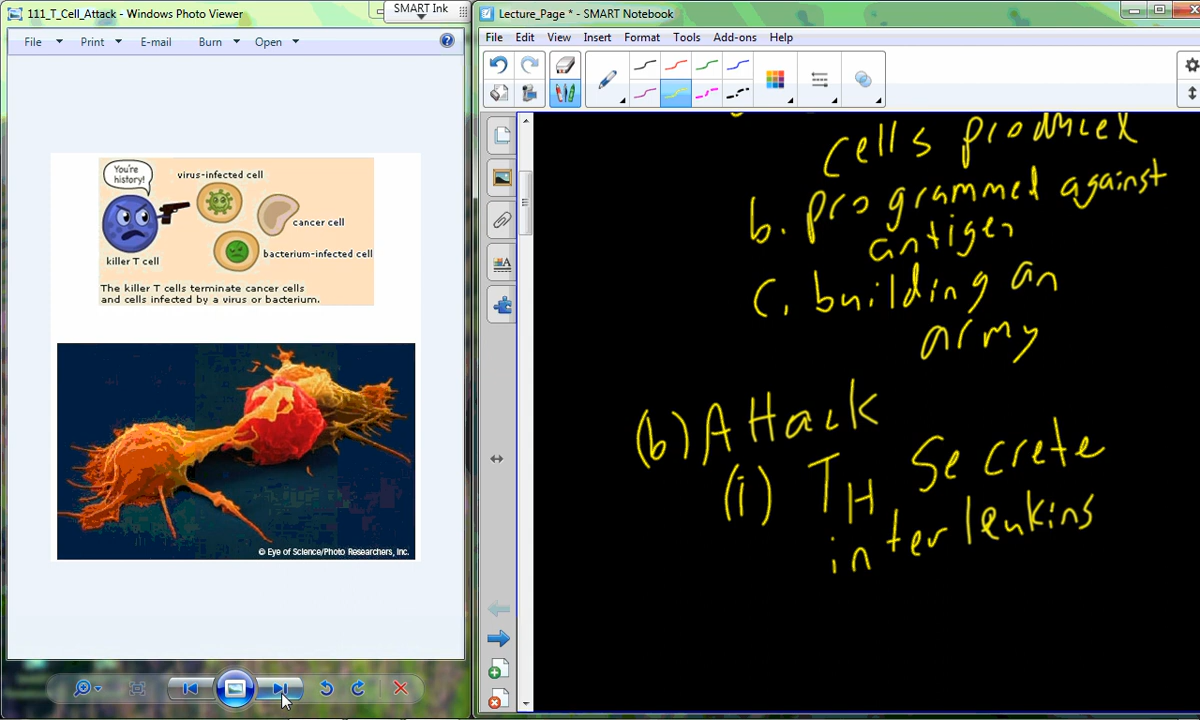 111_T_Cell_Attack - Windows Photo Viewer
SMART Ink
File Print E-mail Burn Open
You're
history!
virus-infected cell
cancer cell
bacterium-infected cell
killer T cell
The killer T cells terminate cancer cells
and cells infected by a virus or bacterium.
© Eye of Science/Photo Researchers, Inc.
Lecture_Page * - SMART Notebook
File Edit View Insert Format Tools Add-ons Help
cells produced
b. programmed against
antigen
c. building an
army
(b) Attack
(i) TH Secrete
interleukins